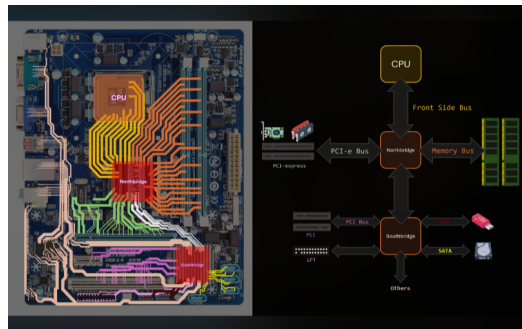 CPU
Northbridge
Southbridge
CPU
Front Side Bus
PCI-e Bus
Northbridge
Memory Bus
PCI-express
PCI Bus
PCI
Southbridge
SATA
LPT
Others